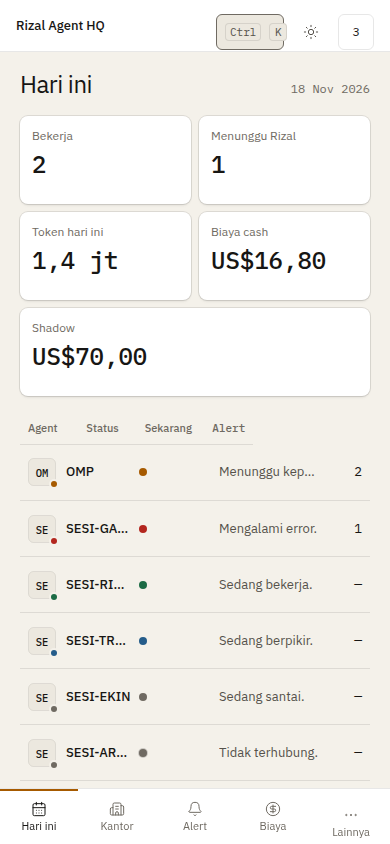 Rizal Agent HQ
Ctrl K
3
Hari ini
18 Nov 2026
Bekerja
2
Menunggu Rizal
1
Token hari ini
1,4 jt
Biaya cash
US$16,80
Shadow
US$70,00
Agent Status Sekarang Alert
OM OMP Menunggu kep... 2
SE SESI-GA... Mengalami error. 1
SE SESI-RI... Sedang bekerja. —
SE SESI-TR... Sedang berpikir. —
SE SESI-EKIN Sedang santai. —
SE SESI-AR... Tidak terhubung. —
Hari ini Kantor Alert Biaya Lainnya